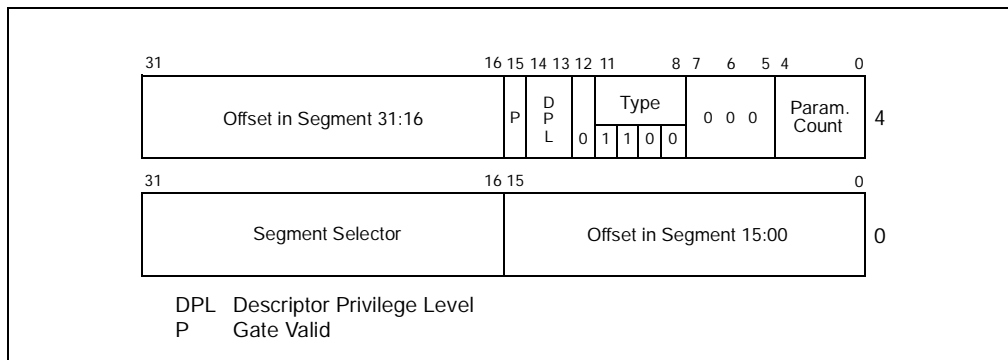 31 16 15 14 13 12 11 8 7 6 5 4 0
Offset in Segment 31:16 P D P L 0 Type 1 1 0 0 0 0 0 Param. Count 4
31 16 15 0
Segment Selector Offset in Segment 15:00 0
DPL Descriptor Privilege Level
P Gate Valid